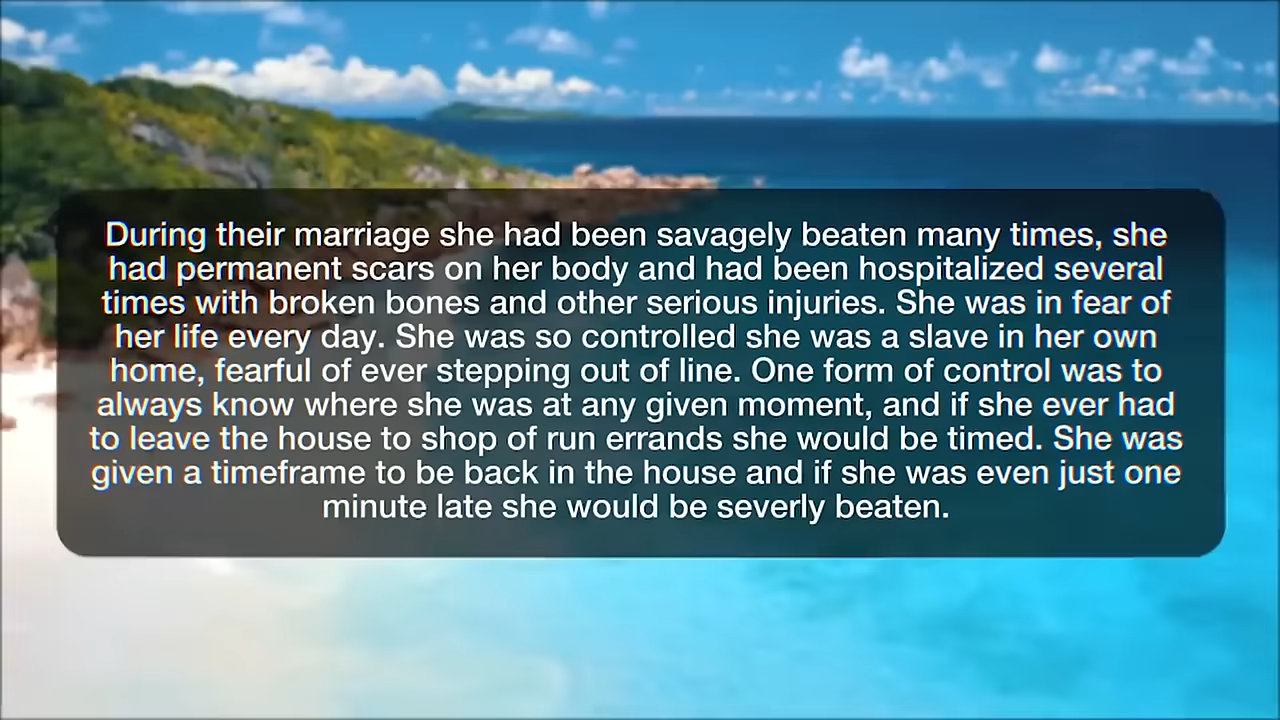 During their marriage she had been savagely beaten many times, she
had permanent scars on her body and had been hospitalized several
times with broken bones and other serious injuries. She was in fear of
her life every day. She was so controlled she was a slave in her own
home, fearful of ever stepping out of line. One form of control was to
always know where she was at any given moment, and if she ever had
to leave the house to shop of run errands she would be timed. She was
given a timeframe to be back in the house and if she was even just one
minute late she would be severly beaten.